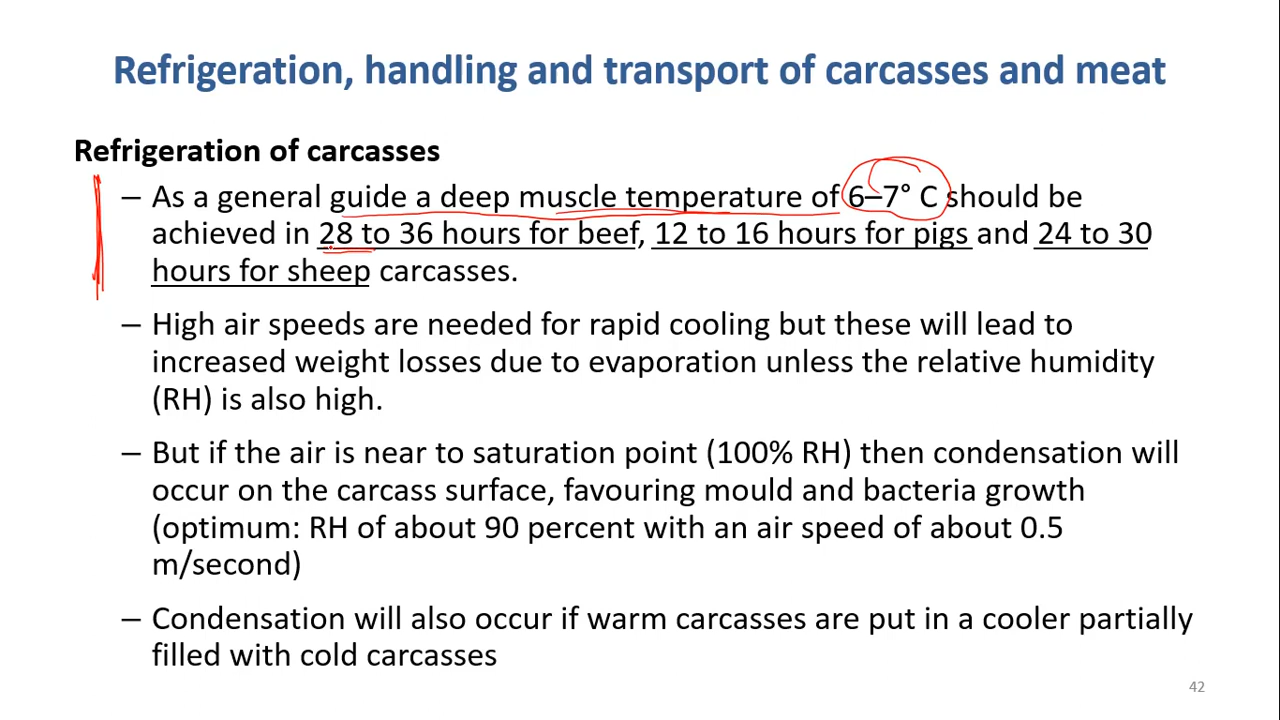 Refrigeration, handling and transport of carcasses and meat
Refrigeration of carcasses
– As a general guide a deep muscle temperature of 6–7° C should be
achieved in 28 to 36 hours for beef, 12 to 16 hours for pigs and 24 to 30
hours for sheep carcasses.
– High air speeds are needed for rapid cooling but these will lead to
increased weight losses due to evaporation unless the relative humidity
(RH) is also high.
– But if the air is near to saturation point (100% RH) then condensation will
occur on the carcass surface, favouring mould and bacteria growth
(optimum: RH of about 90 percent with an air speed of about 0.5
m/second)
– Condensation will also occur if warm carcasses are put in a cooler partially
filled with cold carcasses
42